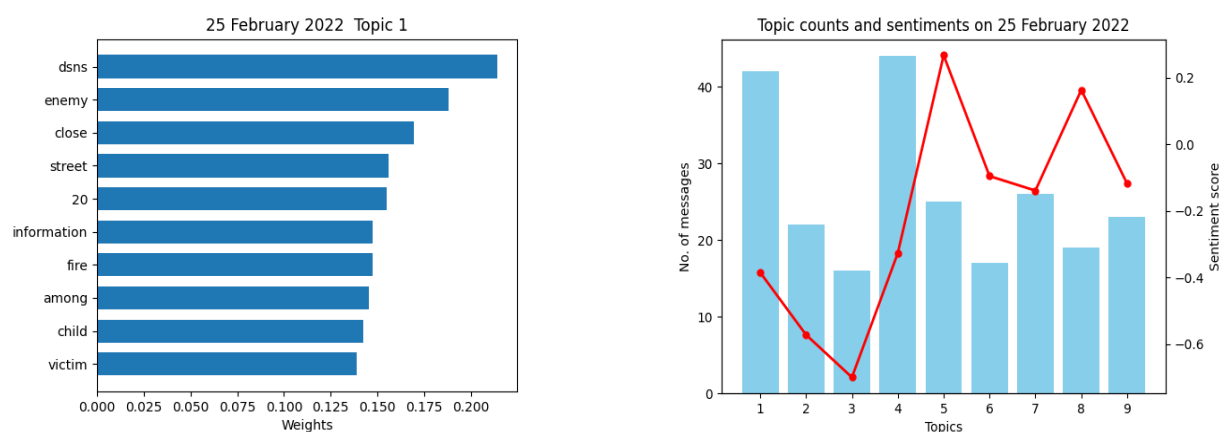 25 February 2022  Topic 1
dsns
enemy
close
street
20
information
fire
among
child
victim
0.000 0.025 0.050 0.075 0.100 0.125 0.150 0.175 0.200
Weights
Topic counts and sentiments on 25 February 2022
No. of messages
40
30
20
10
0
1 2 3 4 5 6 7 8 9
Topics
0.2
0.0
−0.2
−0.4
−0.6
Sentiment score